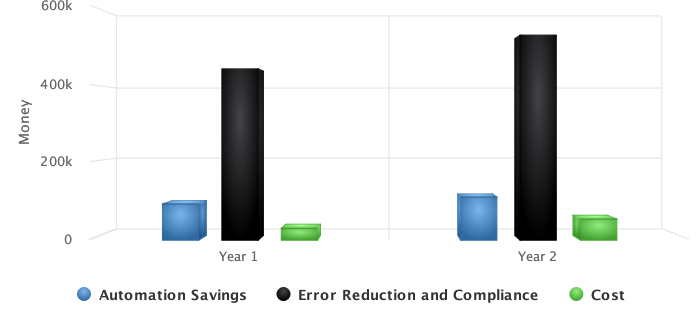 600k
400k
Money
200k
0
Year 1 Year 2
Automation Savings Error Reduction and Compliance Cost